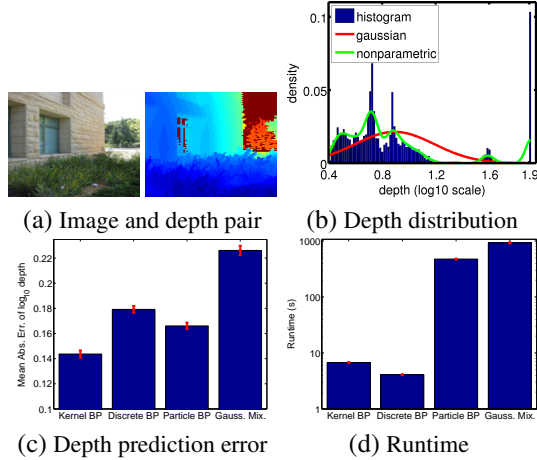 0.1
0.05
0
density
histogram
gaussian
nonparametric
0.4 0.8 1.2 1.6 1.9
depth (log10 scale)
(a) Image and depth pair
(b) Depth distribution
0.22
0.2
0.18
0.16
0.14
0.12
0.1
Mean Abs. Err. of log10 depth
Kernel BP Discrete BP Particle BP Gauss. Mix.
1000
100
10
1
Runtime (s)
Kernel BP Discrete BP Particle BP Gauss. Mix.
(c) Depth prediction error
(d) Runtime